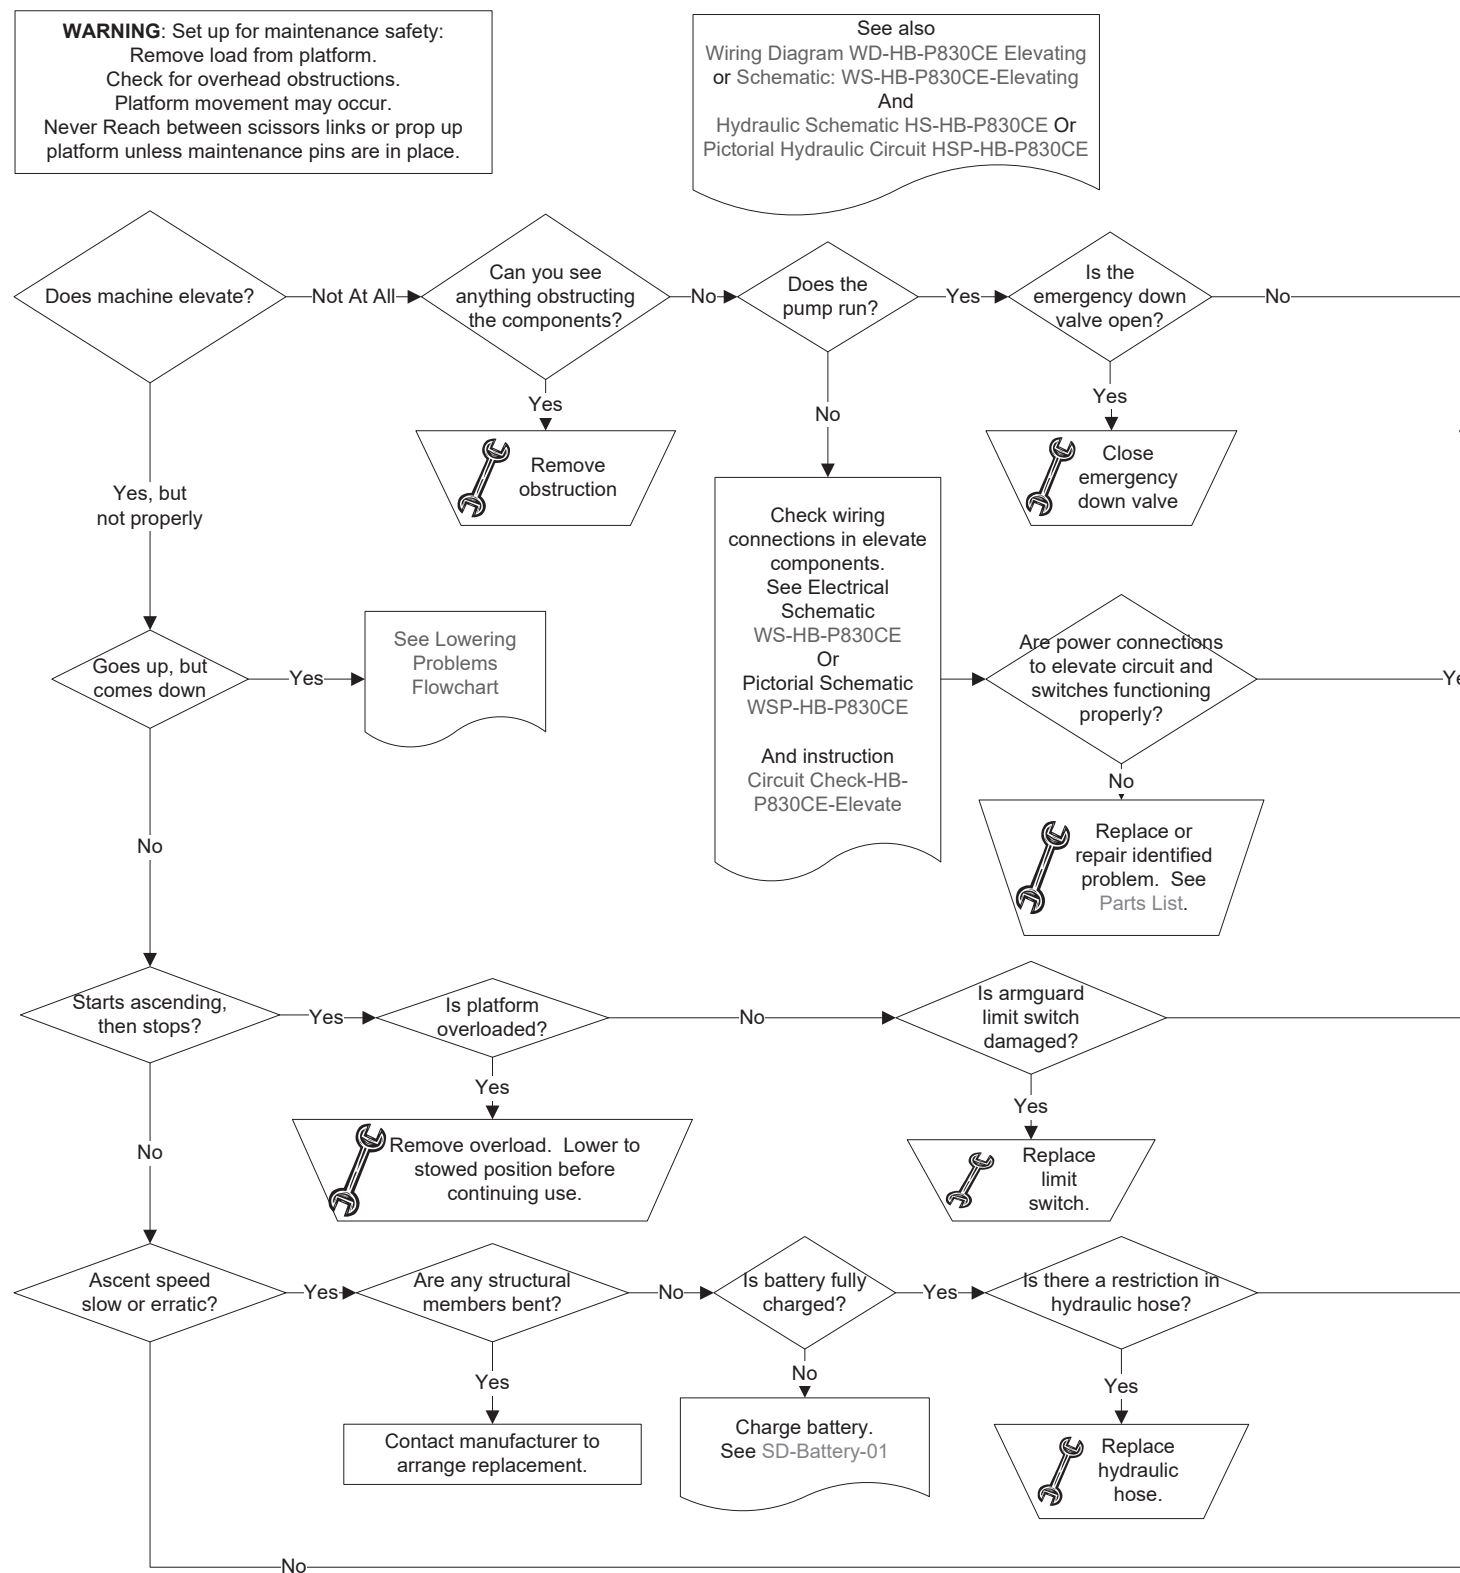 WARNING: Set up for maintenance safety:
Remove load from platform.
Check for overhead obstructions.
Platform movement may occur.
Never Reach between scissors links or prop up
platform unless maintenance pins are in place.
See also
Wiring Diagram WD-HB-P830CE Elevating
or Schematic: WS-HB-P830CE-Elevating
And
Hydraulic Schematic HS-HB-P830CE Or
Pictorial Hydraulic Circuit HSP-HB-P830CE
Does machine elevate?
Not At All
Can you see
anything obstructing
the components?
No
Does the
pump run?
Yes
Is the
emergency down
valve open?
No
Yes
Remove
obstruction
No
Yes
Close
emergency
down valve
Yes, but
not properly
Check wiring
connections in elevate
components.
See Electrical
Schematic
WS-HB-P830CE
Or
Pictorial Schematic
WSP-HB-P830CE
And instruction
Circuit Check-HB-
P830CE-Elevate
Are power connections
to elevate circuit and
switches functioning
properly?
Ye
No
Replace or
repair identified
problem. See
Parts List.
Goes up, but
comes down
Yes
See Lowering
Problems
Flowchart
No
Starts ascending,
then stops?
Yes
Is platform
overloaded?
No
Is armguard
limit switch
damaged?
Yes
Remove overload. Lower to
stowed position before
continuing use.
Yes
Replace
limit
switch.
No
Ascent speed
slow or erratic?
Yes
Are any structural
members bent?
No
Is battery fully
charged?
Yes
Is there a restriction in
hydraulic hose?
Yes
Contact manufacturer to
arrange replacement.
No
Charge battery.
See SD-Battery-01
Yes
Replace
hydraulic
hose.
No